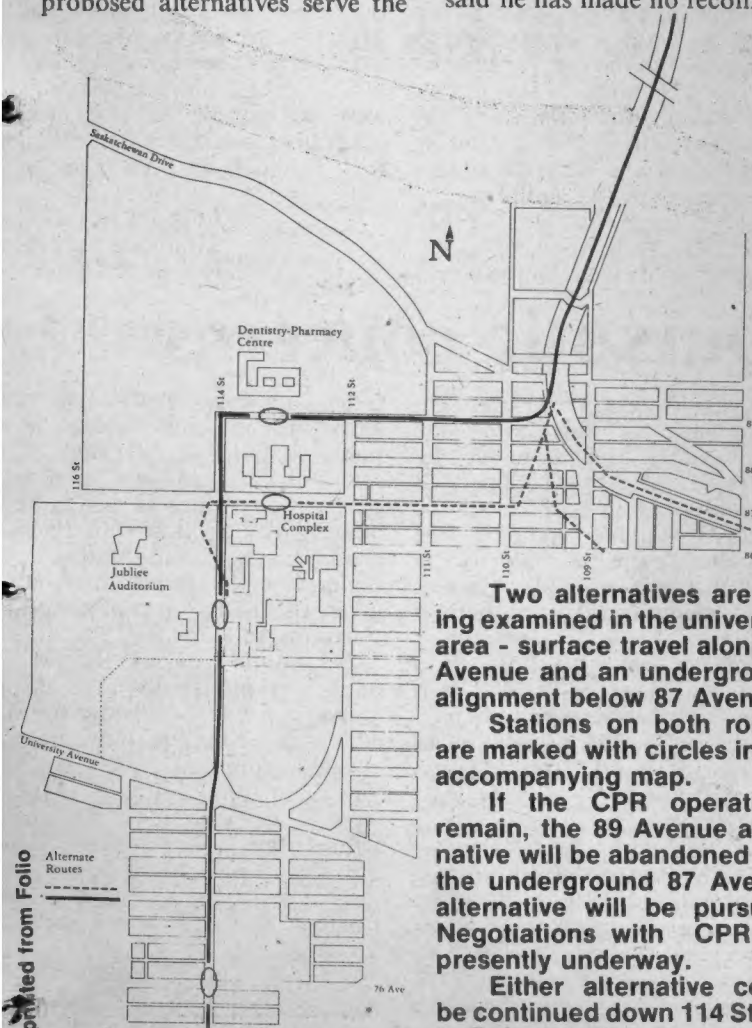 proposed alternatives serve the
said he has made no recom
Saskatchewan Drive
N
Dentistry-Pharmacy
Centre
114 St
112 St
116 St
Hospital
Complex
Jubliee
Auditorium
111 St
110 St
109 St
University Avenue
Alternate
Routes
76 Ave
from Folio
Two alternatives are
ing examined in the univer
area - surface travel alon
Avenue and an undergro
alignment below 87 Aven
Stations on both ro
are marked with circles in
accompanying map.
If the CPR operat
remain, the 89 Avenue a
native will be abandoned
the underground 87 Ave
alternative will be pursu
Negotiations with CPR
presently underway.
Either alternative co
be continued down 114 S